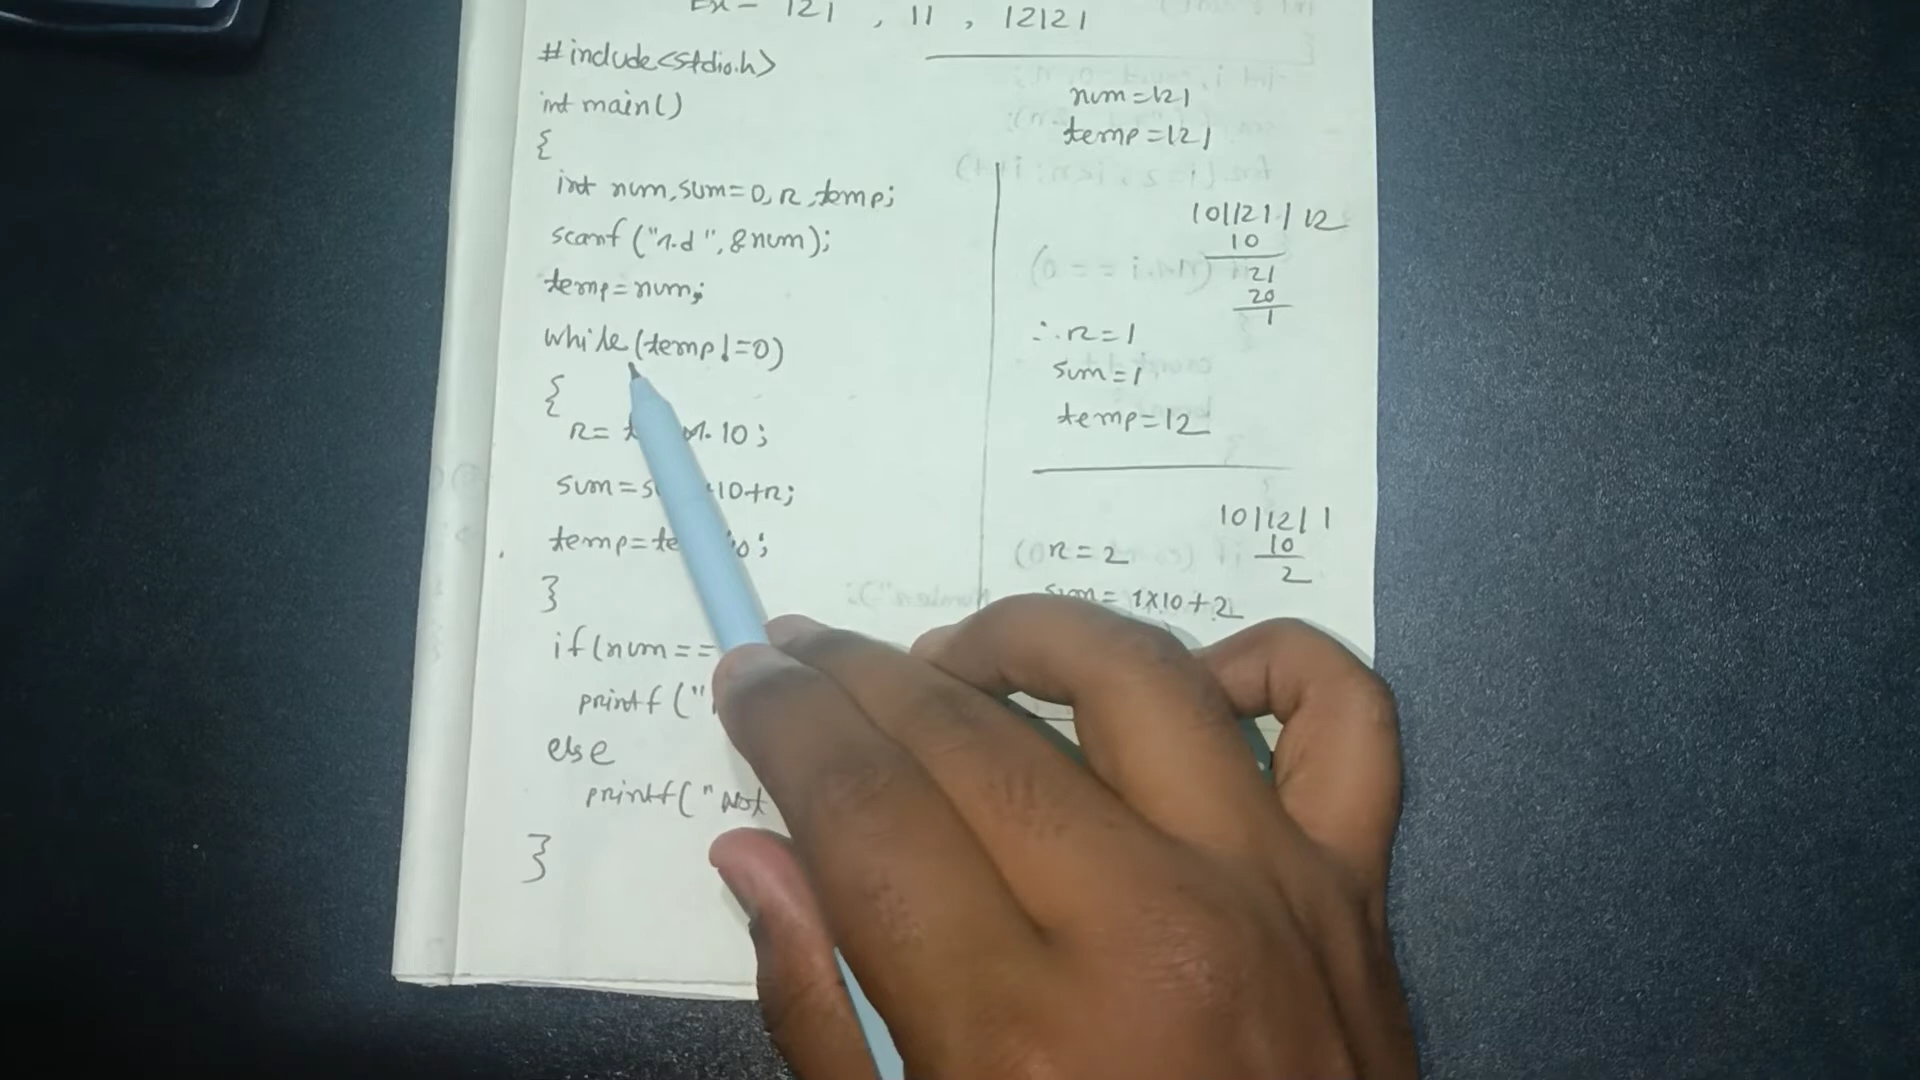 Ex - 121 , 11 , 12121
#include<stdio.h>
int main()
{
int num,sum=0,r,temp;
scanf("%d",&num);
temp=num;
while(temp!=0)
{
r= % 10;
sum=s 10+r;
temp=te 10;
}
if(num==
printf("
else
printf("Not
}
num=121
temp=121
10|121|12
10
21
20
1
∴r=1
sum=1
temp=12
10|12|1
10
2
r=2
sum=1x10+2